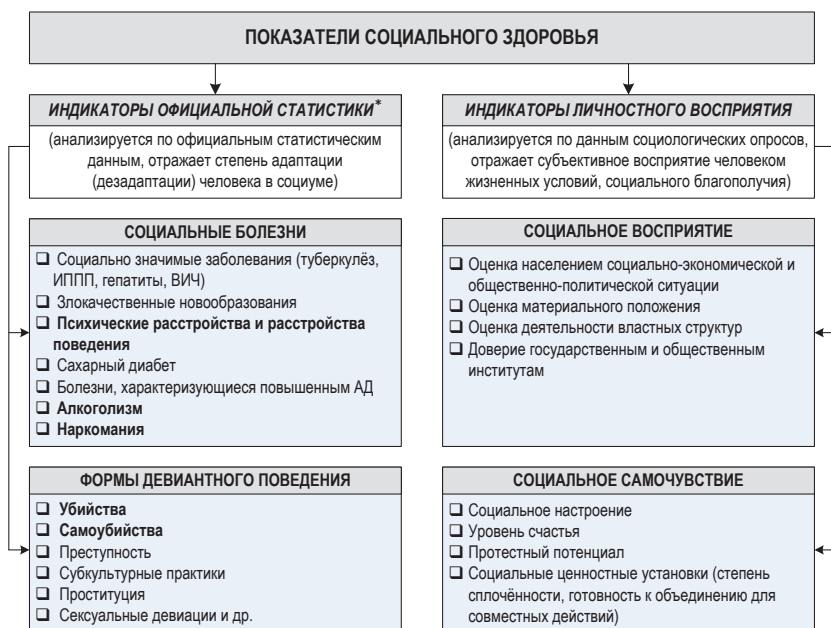 ПОКАЗАТЕЛИ СОЦИАЛЬНОГО ЗДОРОВЬЯ
ИНДИКАТОРЫ ОФИЦИАЛЬНОЙ СТАТИСТИКИ*
(анализируется по официальным статистическим
данным, отражает степень адаптации
(дезадаптации) человека в социуме)
ИНДИКАТОРЫ ЛИЧНОСТНОГО ВОСПРИЯТИЯ
(анализируется по данным социологических опросов,
отражает субъективное восприятие человеком
жизненных условий, социального благополучия)
СОЦИАЛЬНЫЕ БОЛЕЗНИ
❑ Социально значимые заболевания (туберкулёз,
ИППП, гепатиты, ВИЧ)
❑ Злокачественные новообразования
❑ Психические расстройства и расстройства
поведения
❑ Сахарный диабет
❑ Болезни, характеризующиеся повышенным АД
❑ Алкоголизм
❑ Наркомания
СОЦИАЛЬНОЕ ВОСПРИЯТИЕ
❑ Оценка населением социально-экономической и
общественно-политической ситуации
❑ Оценка материального положения
❑ Оценка деятельности властных структур
❑ Доверие государственным и общественным
институтам
ФОРМЫ ДЕВИАНТНОГО ПОВЕДЕНИЯ
❑ Убийства
❑ Самоубийства
❑ Преступность
❑ Субкультурные практики
❑ Проституция
❑ Сексуальные девиации и др.
СОЦИАЛЬНОЕ САМОЧУВСТВИЕ
❑ Социальное настроение
❑ Уровень счастья
❑ Протестный потенциал
❑ Социальные ценностные установки (степень
сплочённости, готовность к объединению для
совместных действий)